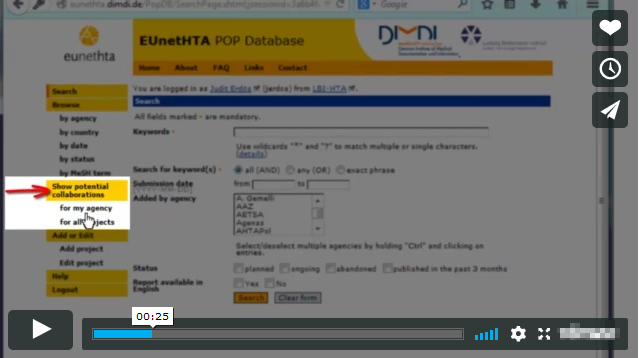 eunethta.dimdi.de/PopDB/SearchPage.xhtml
Google
eunethta
EUnetHTA POP Database
DIMDI
Home About FAQ Links Contact
Search
Browse
by agency
by country
by date
by status
by MeSH term
Show potential
collaborations
for my agency
for all projects
Add or Edit
Add project
Edit project
Help
Logout
You are logged in as Judit Erdös (jerdos) from LBI-HTA.
Search
All fields marked · are mandatory.
Keywords ·
Use wildcards "*" and "?" to match multiple or single characters.
(details)
Search for keyword(s) · all (AND) any (OR) exact phrase
Submission date from to
[YYYY-MM-DD]
Added by agency
A. Gemelli
AAZ
AETSA
Agenas
AHTAPol
Select/deselect multiple agencies by holding "Ctrl" and clicking on
entries.
Status planned ongoing abandoned published in the past 3 months
Report available in
English Yes No
Search Clear form
00:25